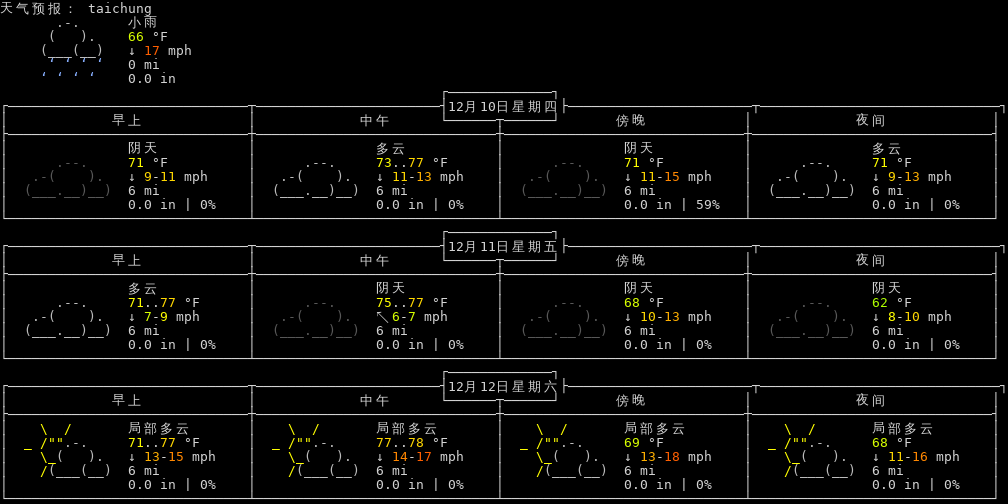 天气预报： taichung
小雨
66 °F
↓ 17 mph
0 mi
0.0 in
12月10日星期四
早上 中午 傍晚 夜间
阴天 多云 阴天 多云
71 °F 73..77 °F 71 °F 71 °F
↓ 9-11 mph ↓ 11-13 mph ↓ 11-15 mph ↓ 9-13 mph
6 mi 6 mi 6 mi 6 mi
0.0 in | 0% 0.0 in | 0% 0.0 in | 59% 0.0 in | 0%
12月11日星期五
早上 中午 傍晚 夜间
多云 阴天 阴天 阴天
71..77 °F 75..77 °F 68 °F 62 °F
↓ 7-9 mph ↖ 6-7 mph ↓ 10-13 mph ↓ 8-10 mph
6 mi 6 mi 6 mi 6 mi
0.0 in | 0% 0.0 in | 0% 0.0 in | 0% 0.0 in | 0%
12月12日星期六
早上 中午 傍晚 夜间
局部多云 局部多云 局部多云 局部多云
71..77 °F 77..78 °F 69 °F 68 °F
↓ 13-15 mph ↓ 14-17 mph ↓ 13-18 mph ↓ 11-16 mph
6 mi 6 mi 6 mi 6 mi
0.0 in | 0% 0.0 in | 0% 0.0 in | 0% 0.0 in | 0%